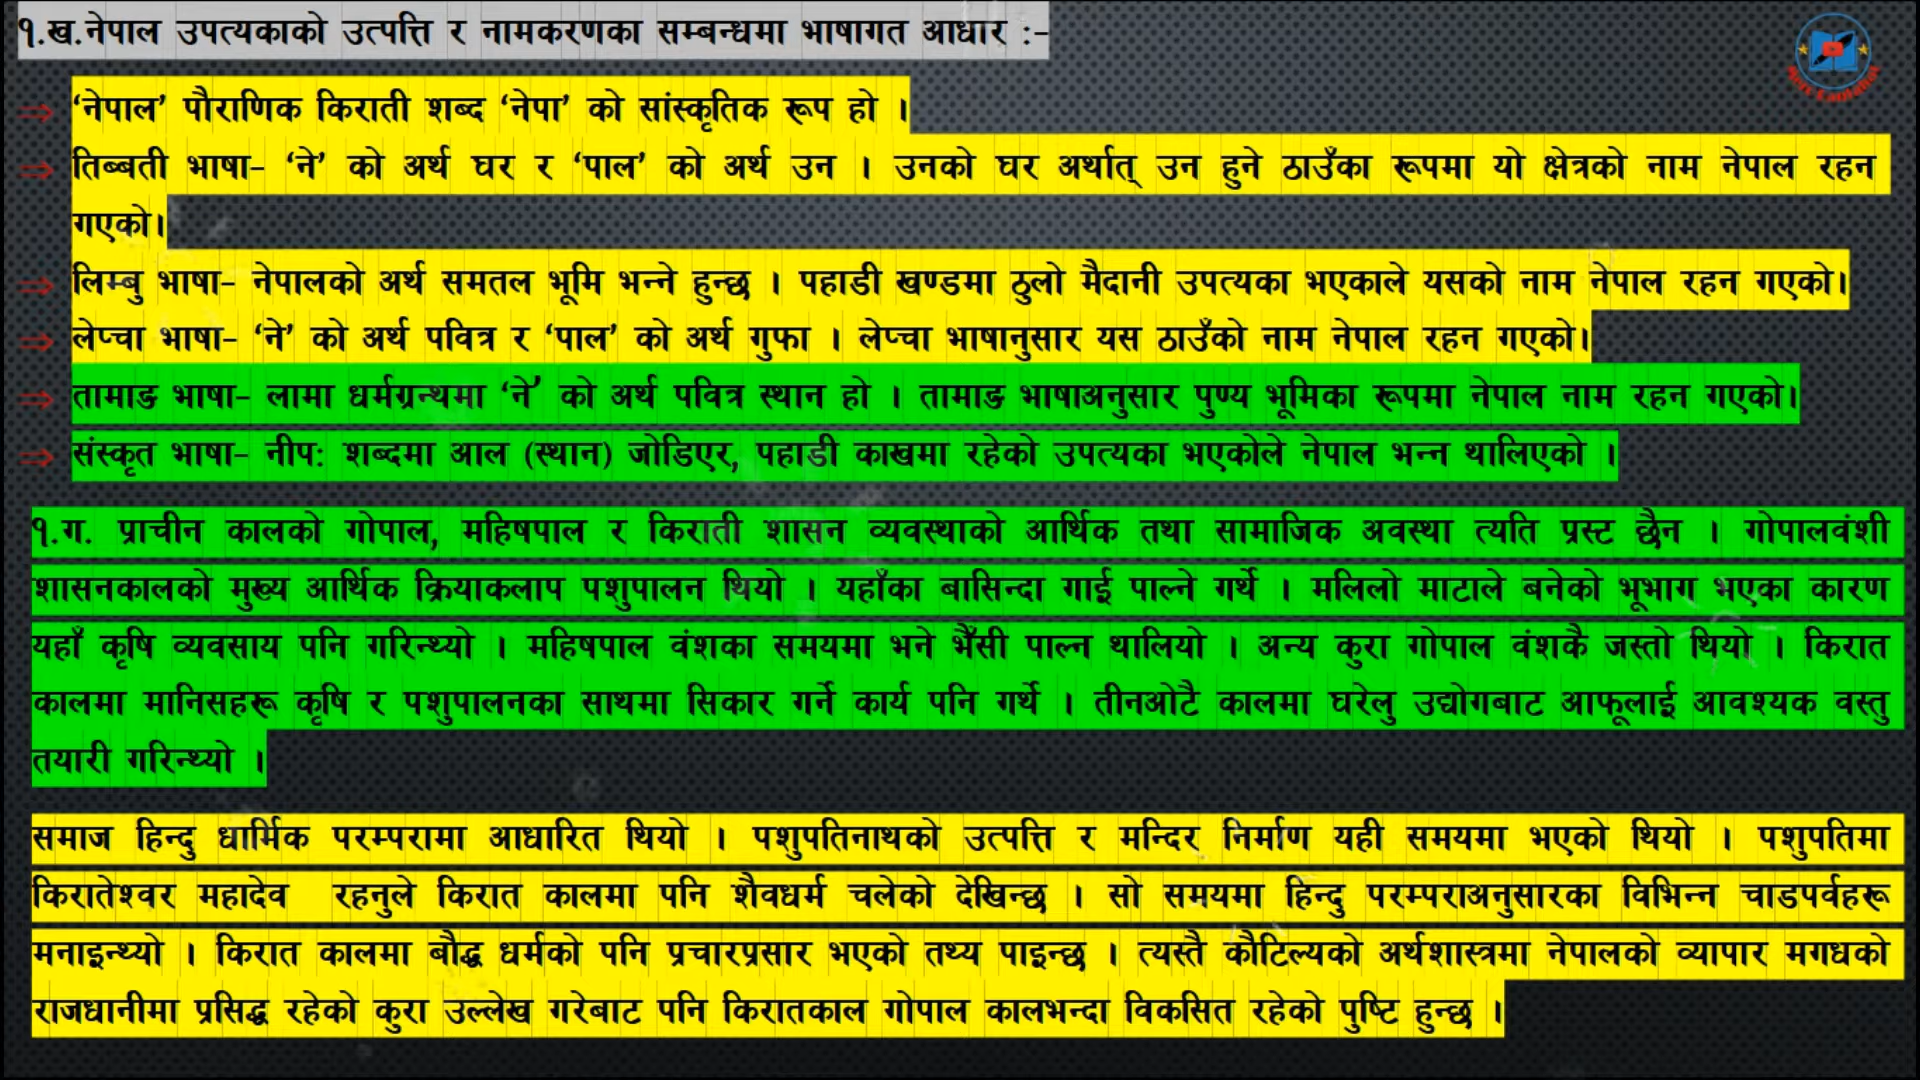 १.ख.नेपाल उपत्यकाको उत्पत्ति र नामकरणका सम्बन्धमा भाषागत आधार :–
⇒ ‘नेपाल’ पौराणिक किराती शब्द ‘नेपा’ को सांस्कृतिक रूप हो ।
⇒ तिब्बती भाषा– ‘ने’ को अर्थ घर र ‘पाल’ को अर्थ उन । उनको घर अर्थात् उन हुने ठाउँका रूपमा यो क्षेत्रको नाम नेपाल रहन
गएको।
⇒ लिम्बु भाषा– नेपालको अर्थ समतल भूमि भन्ने हुन्छ । पहाडी खण्डमा ठुलो मैदानी उपत्यका भएकाले यसको नाम नेपाल रहन गएको।
⇒ लेप्चा भाषा– ‘ने’ को अर्थ पवित्र र ‘पाल’ को अर्थ गुफा । लेप्चा भाषानुसार यस ठाउँको नाम नेपाल रहन गएको।
⇒ तामाङ भाषा– लामा धर्मग्रन्थमा ‘ने’ को अर्थ पवित्र स्थान हो । तामाङ भाषाअनुसार पुण्य भूमिका रूपमा नेपाल नाम रहन गएको।
⇒ संस्कृत भाषा– नीप: शब्दमा आल (स्थान) जोडिएर, पहाडी काखमा रहेको उपत्यका भएकोले नेपाल भन्न थालिएको ।
१.ग. प्राचीन कालको गोपाल, महिषपाल र किराती शासन व्यवस्थाको आर्थिक तथा सामाजिक अवस्था त्यति प्रस्ट छैन । गोपालवंशी
शासनकालको मुख्य आर्थिक क्रियाकलाप पशुपालन थियो । यहाँका बासिन्दा गाई पाल्ने गर्थे । मलिलो माटाले बनेको भूभाग भएका कारण
यहाँ कृषि व्यवसाय पनि गरिन्थ्यो । महिषपाल वंशका समयमा भने भैँसी पाल्न थालियो । अन्य कुरा गोपाल वंशकै जस्तो थियो । किरात
कालमा मानिसहरू कृषि र पशुपालनका साथमा सिकार गर्ने कार्य पनि गर्थे । तीनओटै कालमा घरेलु उद्योगबाट आफूलाई आवश्यक वस्तु
तयारी गरिन्थ्यो ।
समाज हिन्दु धार्मिक परम्परामा आधारित थियो । पशुपतिनाथको उत्पत्ति र मन्दिर निर्माण यही समयमा भएको थियो । पशुपतिमा
किरातेश्वर महादेव रहनुले किरात कालमा पनि शैवधर्म चलेको देखिन्छ । सो समयमा हिन्दु परम्पराअनुसारका विभिन्न चाडपर्वहरू
मनाइन्थ्यो । किरात कालमा बौद्ध धर्मको पनि प्रचारप्रसार भएको तथ्य पाइन्छ । त्यस्तै कौटिल्यको अर्थशास्त्रमा नेपालको व्यापार मगधको
राजधानीमा प्रसिद्ध रहेको कुरा उल्लेख गरेबाट पनि किरातकाल गोपाल कालभन्दा विकसित रहेको पुष्टि हुन्छ ।